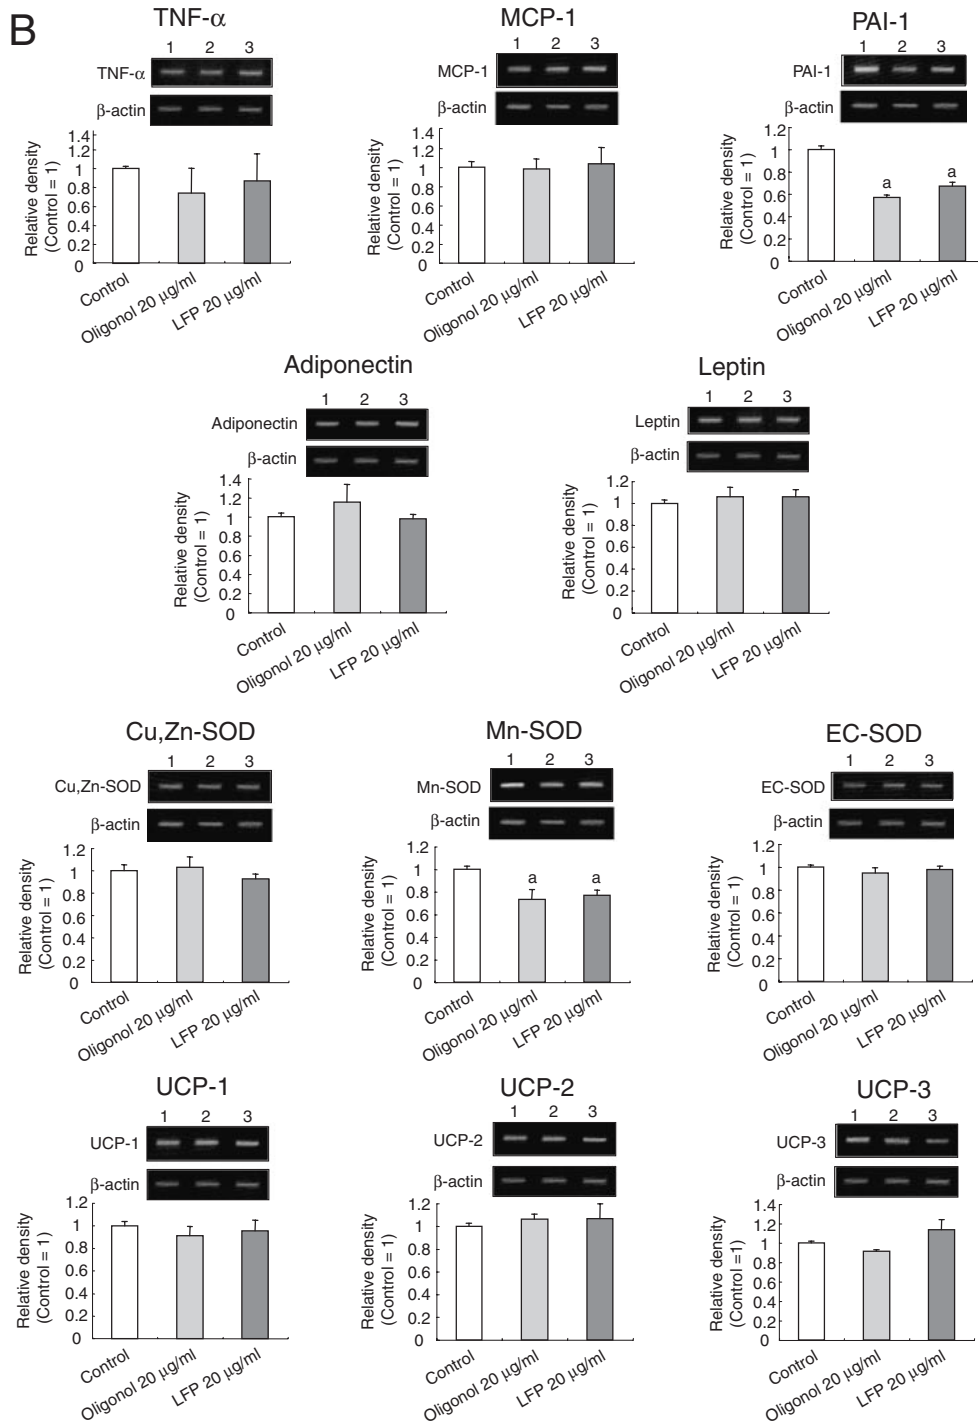 B
TNF-α
1 2 3
TNF-α
β-actin
Relative density
(Control = 1)
1.4
1.2
1
0.8
0.6
0.4
0.2
0
Control
Oligonol 20 μg/ml
LFP 20 μg/ml
MCP-1
1 2 3
MCP-1
β-actin
Relative density
(Control = 1)
1.4
1.2
1
0.8
0.6
0.4
0.2
0
Control
Oligonol 20 μg/ml
LFP 20 μg/ml
PAI-1
1 2 3
PAI-1
β-actin
Relative density
(Control = 1)
1.2
1
0.8
0.6
0.4
0.2
0
a a
Control
Oligonol 20 μg/ml
LFP 20 μg/ml
Adiponectin
1 2 3
Adiponectin
β-actin
Relative density
(Control = 1)
1.4
1.2
1
0.8
0.6
0.4
0.2
0
Control
Oligonol 20 μg/ml
LFP 20 μg/ml
Leptin
1 2 3
Leptin
β-actin
Relative density
(Control = 1)
1.2
1
0.8
0.6
0.4
0.2
0
Control
Oligonol 20 μg/ml
LFP 20 μg/ml
Cu,Zn-SOD
1 2 3
Cu,Zn-SOD
β-actin
Relative density
(Control = 1)
1.2
1
0.8
0.6
0.4
0.2
0
Control
Oligonol 20 μg/ml
LFP 20 μg/ml
Mn-SOD
1 2 3
Mn-SOD
β-actin
Relative density
(Control = 1)
1.2
1
0.8
0.6
0.4
0.2
0
a a
Control
Oligonol 20 μg/ml
LFP 20 μg/ml
EC-SOD
1 2 3
EC-SOD
β-actin
Relative density
(Control = 1)
1.2
1
0.8
0.6
0.4
0.2
0
Control
Oligonol 20 μg/ml
LFP 20 μg/ml
UCP-1
1 2 3
UCP-1
β-actin
Relative density
(Control = 1)
1.2
1
0.8
0.6
0.4
0.2
0
Control
Oligonol 20 μg/ml
LFP 20 μg/ml
UCP-2
1 2 3
UCP-2
β-actin
Relative density
(Control = 1)
1.2
1
0.8
0.6
0.4
0.2
0
Control
Oligonol 20 μg/ml
LFP 20 μg/ml
UCP-3
1 2 3
UCP-3
β-actin
Relative density
(Control =1)
1.4
1.2
1
0.8
0.6
0.4
0.2
0
Control
Oligonol 20 μg/ml
LFP 20 μg/ml